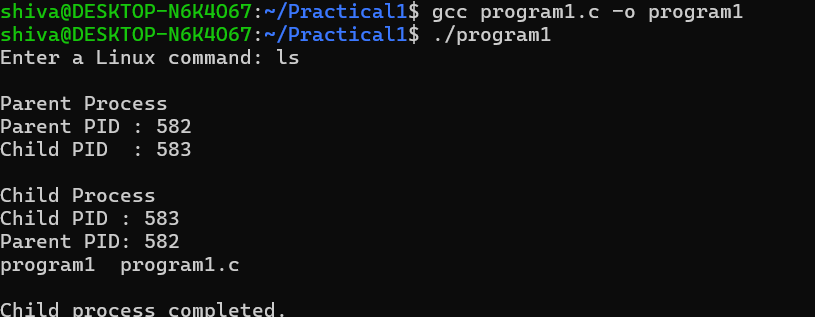 shiva@DESKTOP-N6K4O67:~/Practical1$ gcc program1.c -o program1
shiva@DESKTOP-N6K4O67:~/Practical1$ ./program1
Enter a Linux command: ls
Parent Process
Parent PID : 582
Child PID  : 583
Child Process
Child PID : 583
Parent PID: 582
program1  program1.c
Child process completed.